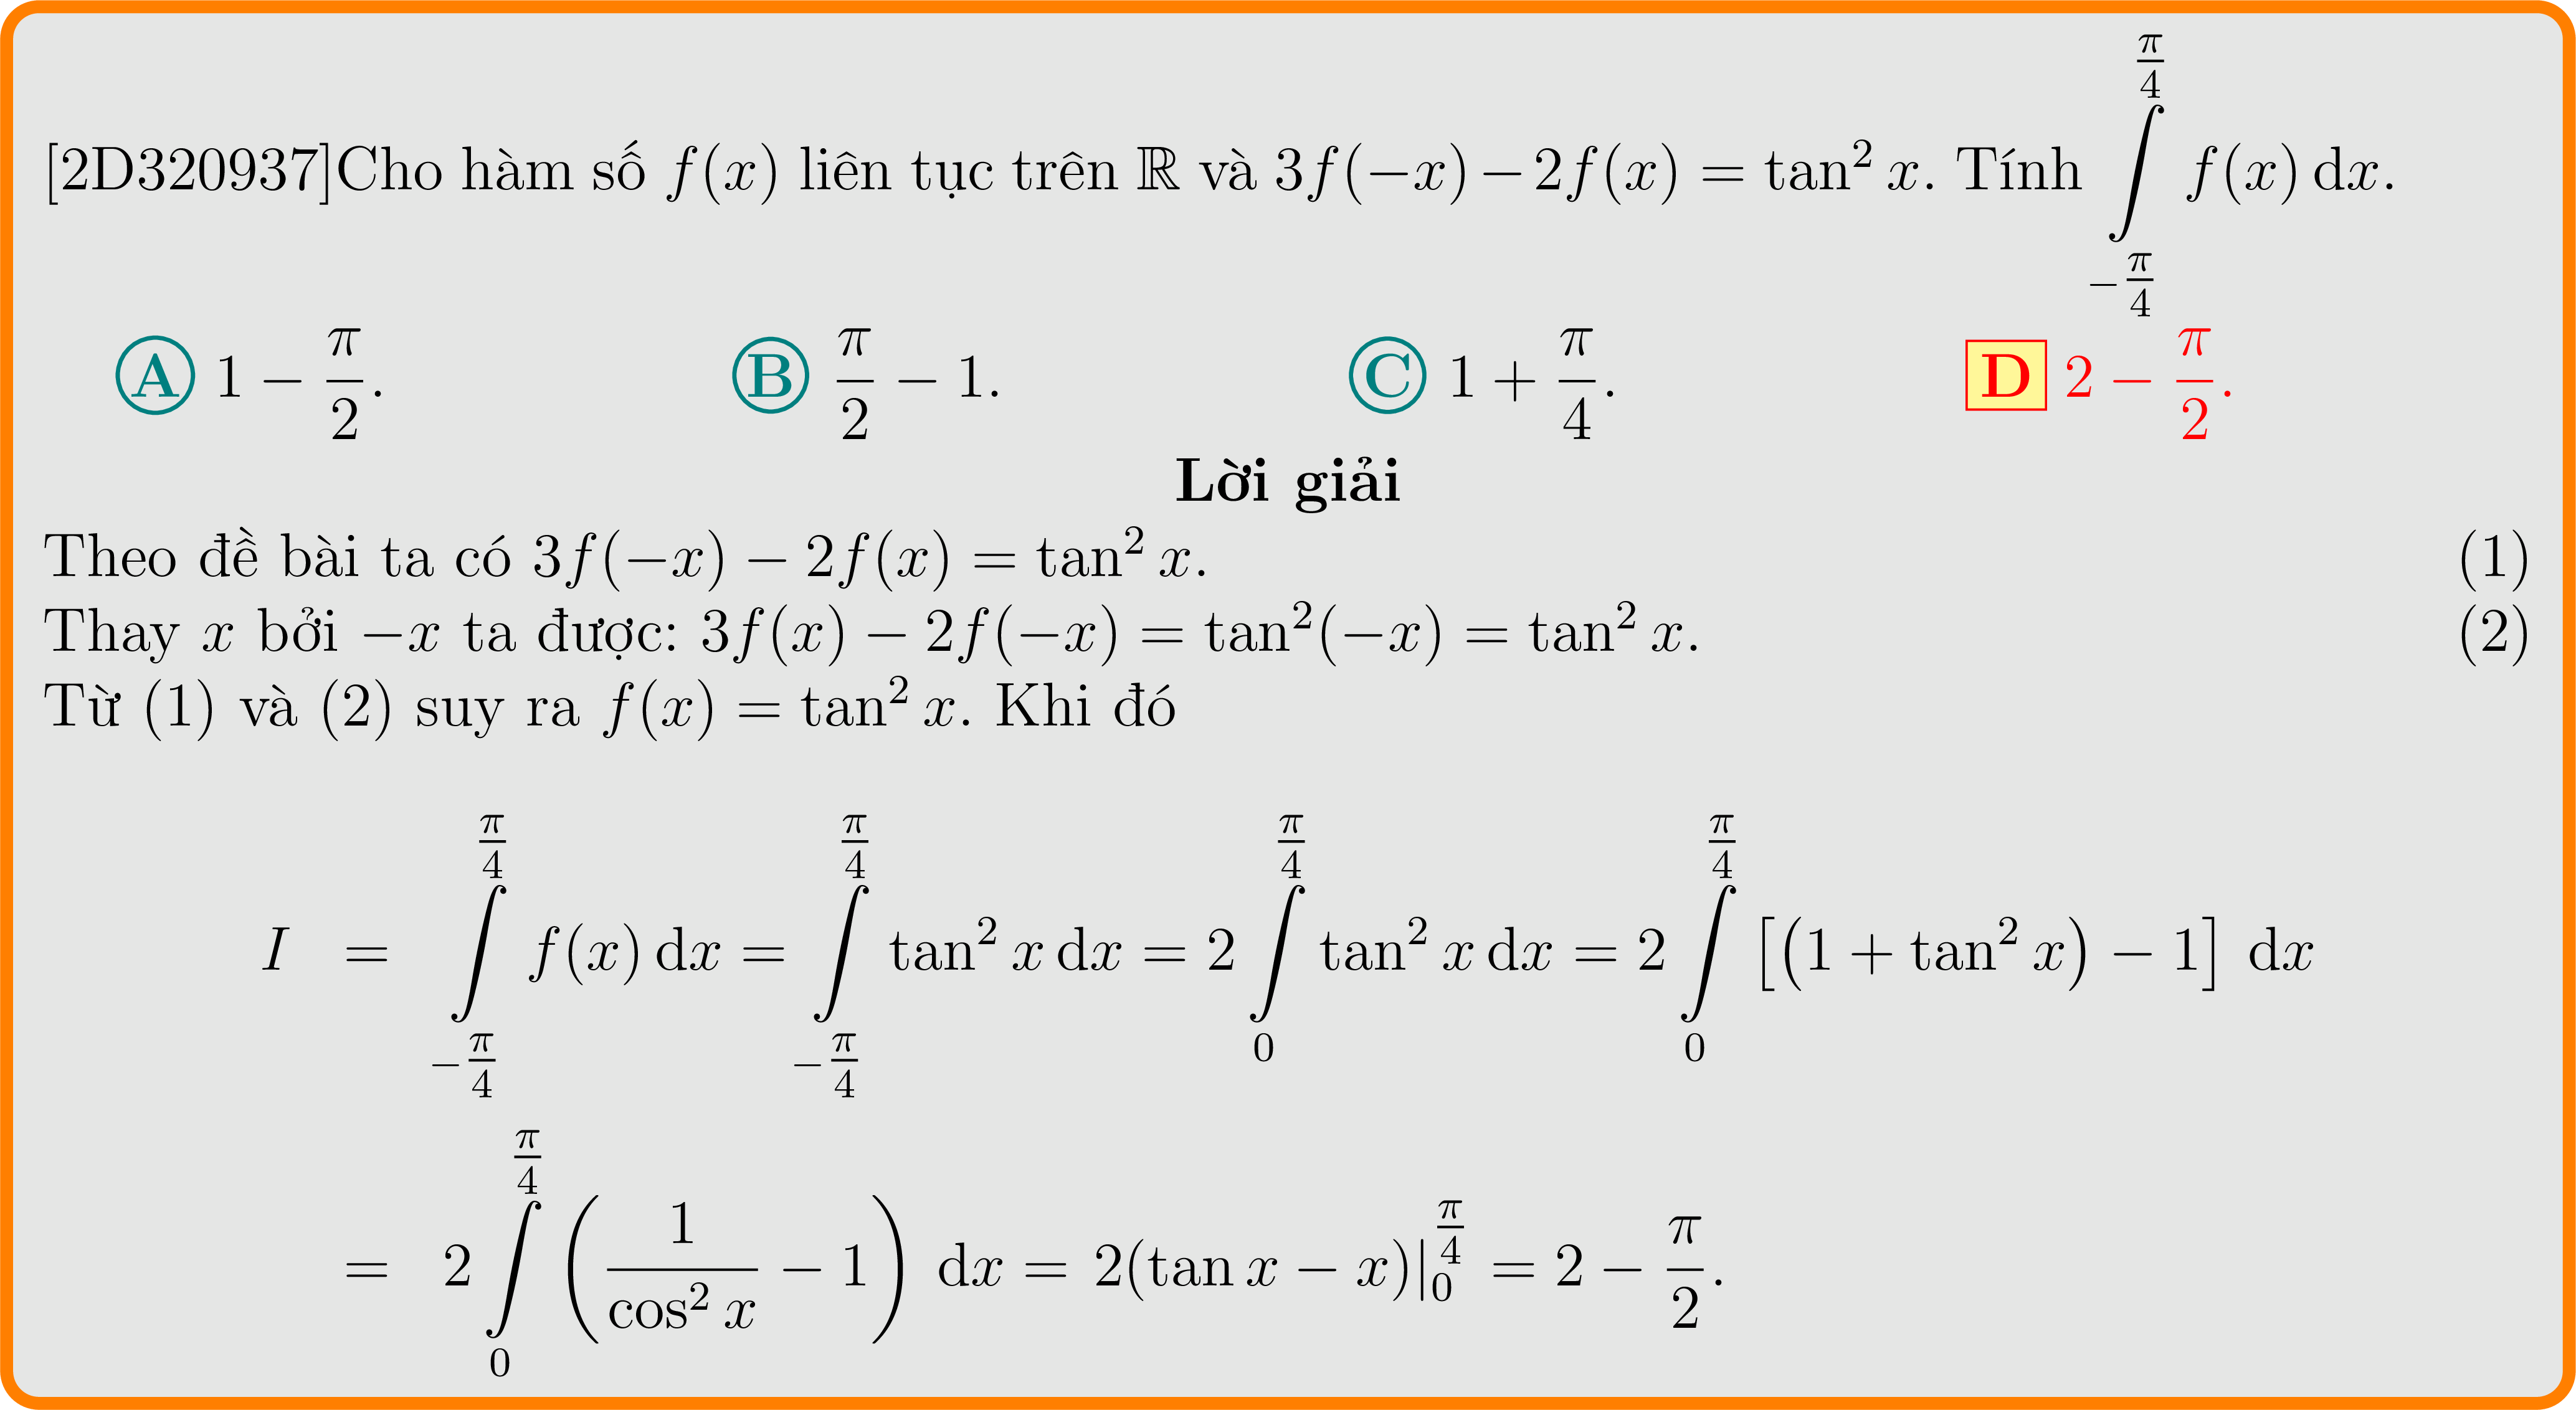 [2D320937]Cho hàm số $f(x)$ liên tục trên $\mathbb{R}$ và $3f(-x)-2f(x)=\tan^2 x$. Tính $\int\limits_{-\frac{\pi}{4}}^{\frac{\pi}{4}} f(x)\,\mathrm{d}x$.
Ⓐ $1-\frac{\pi}{2}$. Ⓑ $\frac{\pi}{2}-1$. Ⓒ $1+\frac{\pi}{4}$. D $2-\frac{\pi}{2}$.
Lời giải
Theo đề bài ta có $3f(-x)-2f(x)=\tan^2 x$. (1)
Thay $x$ bởi $-x$ ta được: $3f(x)-2f(-x)=\tan^2(-x)=\tan^2 x$. (2)
Từ (1) và (2) suy ra $f(x)=\tan^2 x$. Khi đó
$I = \int\limits_{-\frac{\pi}{4}}^{\frac{\pi}{4}} f(x)\,\mathrm{d}x = \int\limits_{-\frac{\pi}{4}}^{\frac{\pi}{4}} \tan^2 x\,\mathrm{d}x = 2\int\limits_{0}^{\frac{\pi}{4}} \tan^2 x\,\mathrm{d}x = 2\int\limits_{0}^{\frac{\pi}{4}} \left[\left(1+\tan^2 x\right)-1\right]\,\mathrm{d}x$
$= 2\int\limits_{0}^{\frac{\pi}{4}} \left(\frac{1}{\cos^2 x}-1\right)\,\mathrm{d}x = 2(\tan x-x)|_{0}^{\frac{\pi}{4}} = 2-\frac{\pi}{2}$.